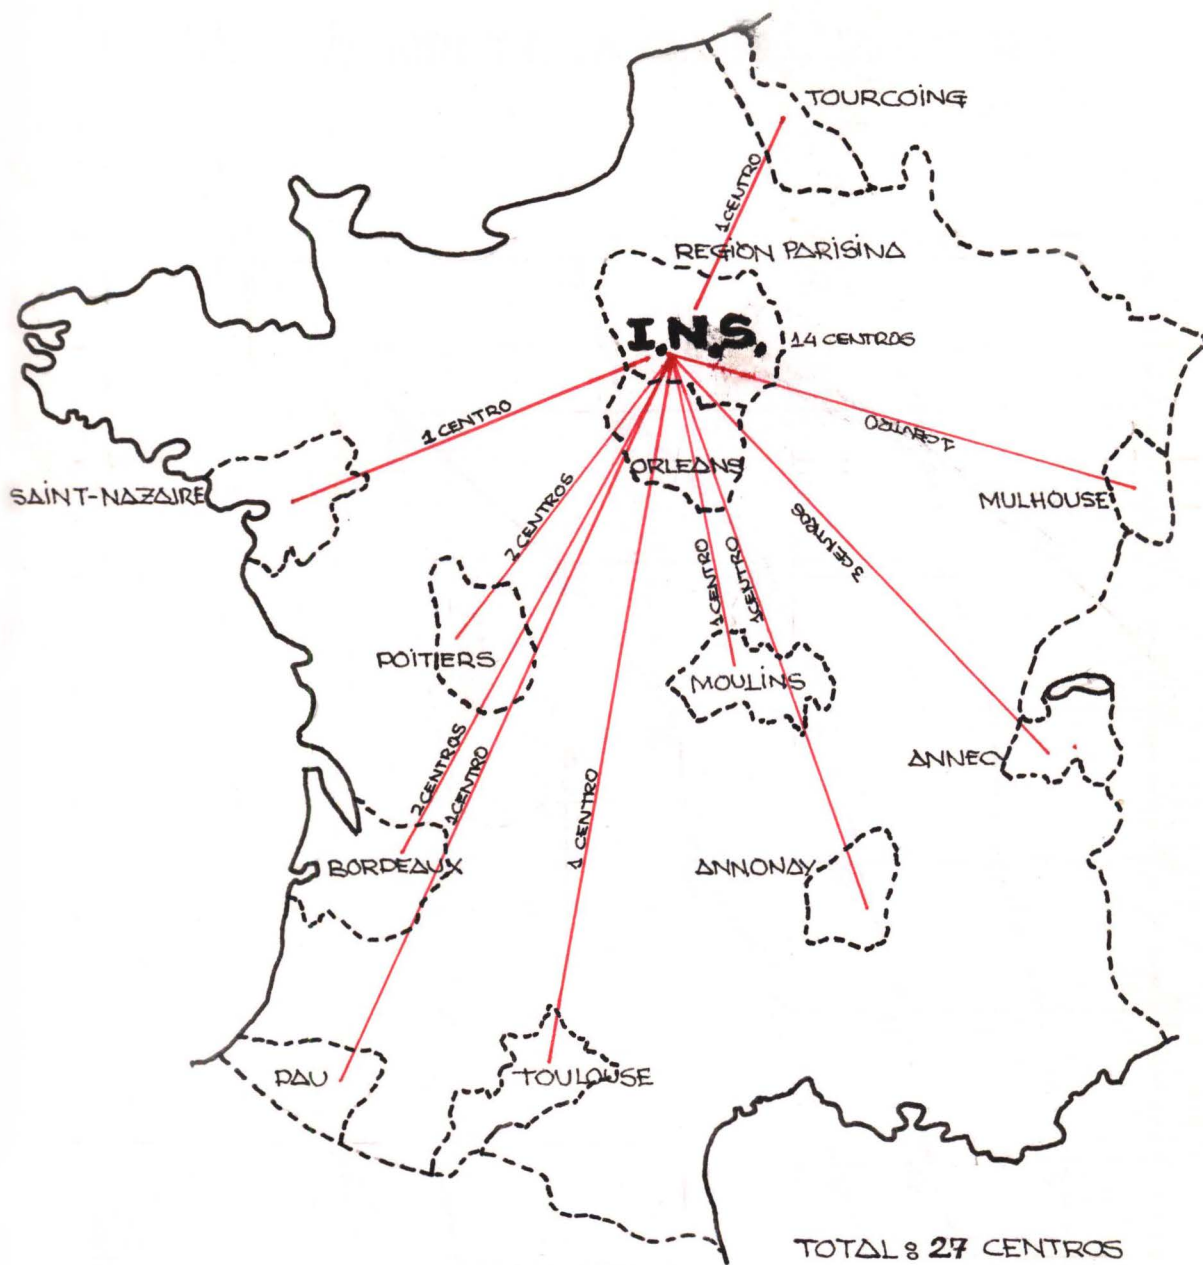 TOURCOING
1 CENTRO
REGIÓN PARISINA
I.N.S.
14 CENTROS
1 CENTRO
1 CENTRO
ORLEANS
SAINT-NAZAIRE
MULHOUSE
2 CENTROS
3 CENTROS
1 CENTRO
1 CENTRO
POITIERS
MOULINS
ANNECY
2 CENTROS
1 CENTRO
1 CENTRO
BORDEAUX
ANNONAY
PAU
TOULOUSE
TOTAL: 27 CENTROS